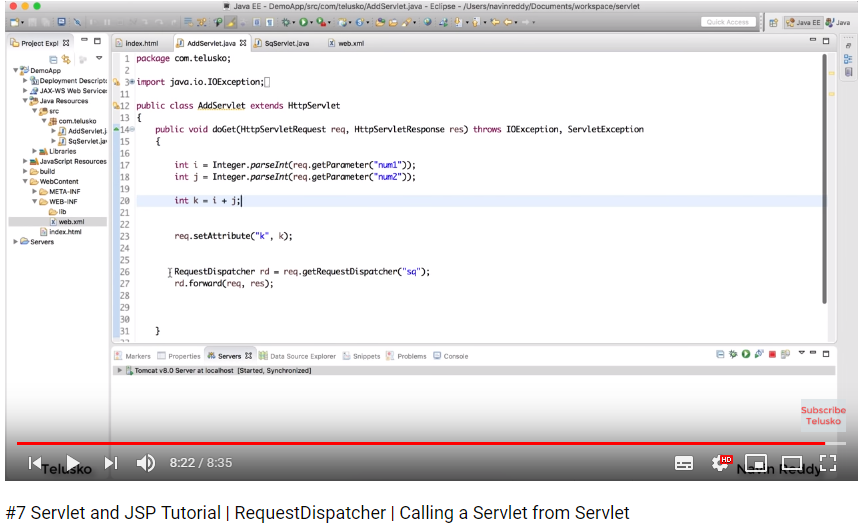 Java EE - DemoApp/src/com/telusko/AddServlet.java - Eclipse - /Users/navinreddy/Documents/workspace/servlet
Quick Access
Java EE
Java
Project Expl
index.html
AddServlet.java
SqServlet.java
web.xml
DemoApp
Deployment Descripto
JAX-WS Web Services
Java Resources
src
com.telusko
AddServlet.j
SqServlet.jav
Libraries
JavaScript Resources
build
WebContent
META-INF
WEB-INF
lib
web.xml
index.html
Servers
1 package com.telusko;
2
3 import java.io.IOException;
11
12 public class AddServlet extends HttpServlet
13 {
14 public void doGet(HttpServletRequest req, HttpServletResponse res) throws IOException, ServletException
15 {
16
17 int i = Integer.parseInt(req.getParameter("num1"));
18 int j = Integer.parseInt(req.getParameter("num2"));
19
20 int k = i + j;
21
22
23 req.setAttribute("k", k);
24
25
26 RequestDispatcher rd = req.getRequestDispatcher("sq");
27 rd.forward(req, res);
28
29
30
31 }
Markers
Properties
Servers
Data Source Explorer
Snippets
Problems
Console
Tomcat v8.0 Server at localhost [Started, Synchronized]
Subscribe
Telusko
8:22 / 8:35
HD
Telusko
Navin Reddy
#7 Servlet and JSP Tutorial | RequestDispatcher | Calling a Servlet from Servlet